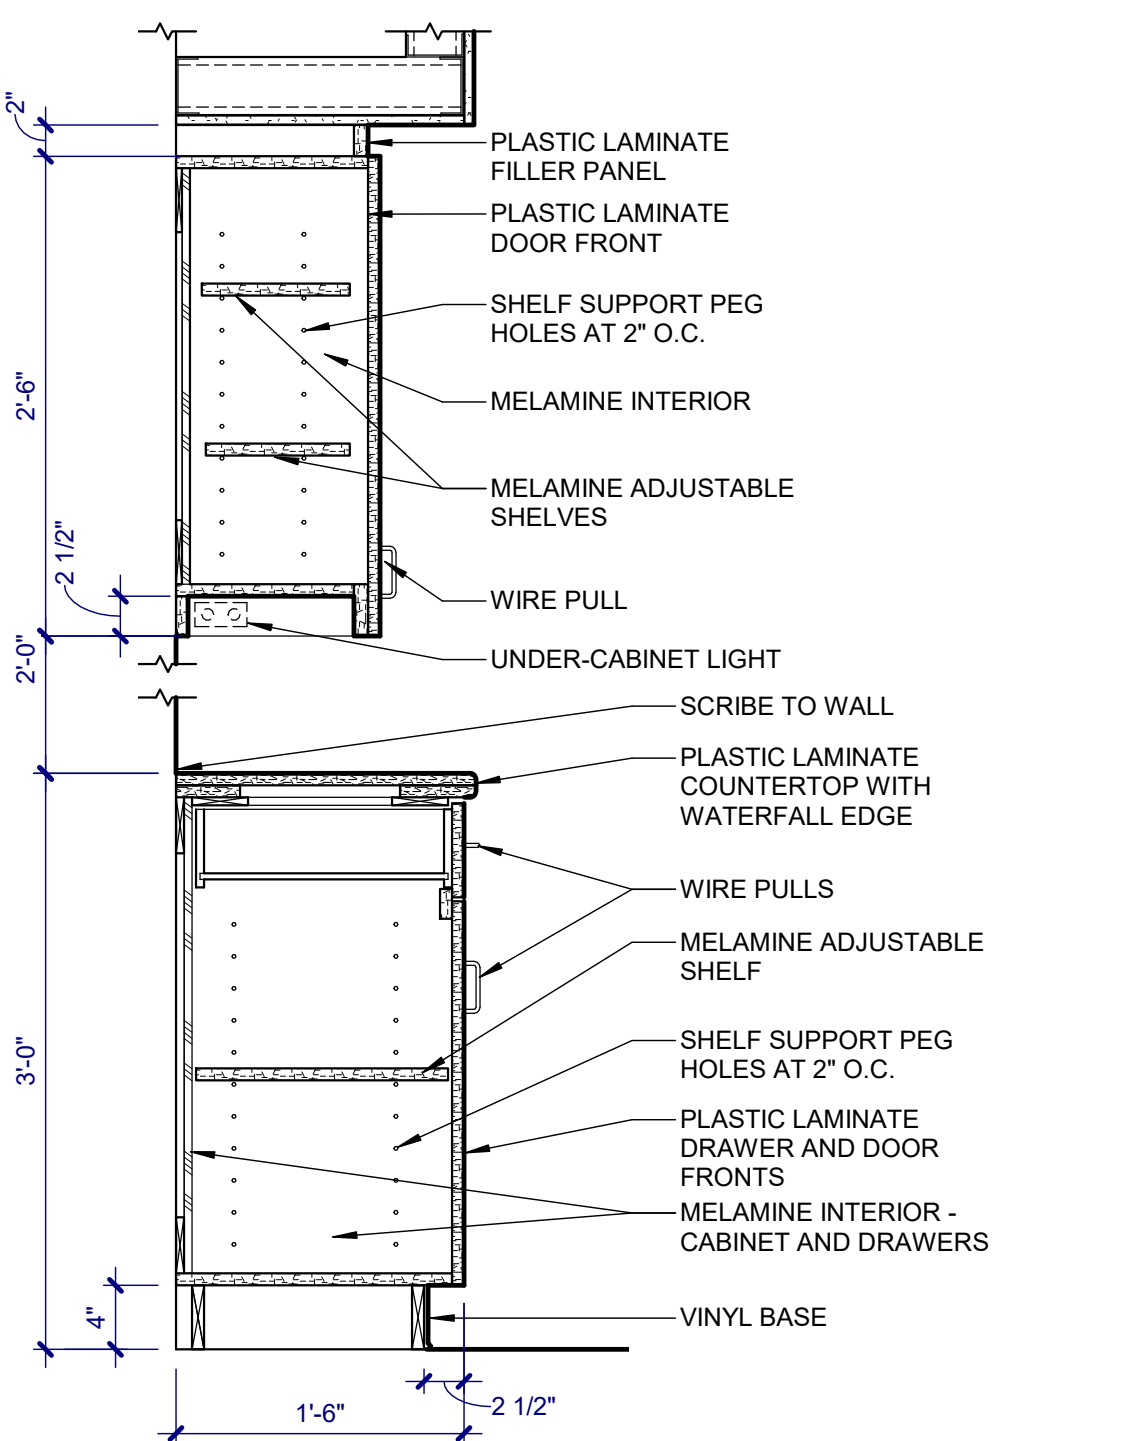 2"
PLASTIC LAMINATE
FILLER PANEL
PLASTIC LAMINATE
DOOR FRONT
SHELF SUPPORT PEG
HOLES AT 2" O.C.
2'-6"
MELAMINE INTERIOR
MELAMINE ADJUSTABLE
SHELVES
2 1/2"
WIRE PULL
UNDER-CABINET LIGHT
2'-0"
SCRIBE TO WALL
PLASTIC LAMINATE
COUNTERTOP WITH
WATERFALL EDGE
WIRE PULLS
MELAMINE ADJUSTABLE
SHELF
3'-0"
SHELF SUPPORT PEG
HOLES AT 2" O.C.
PLASTIC LAMINATE
DRAWER AND DOOR
FRONTS
MELAMINE INTERIOR -
CABINET AND DRAWERS
4"
VINYL BASE
2 1/2"
1'-6"